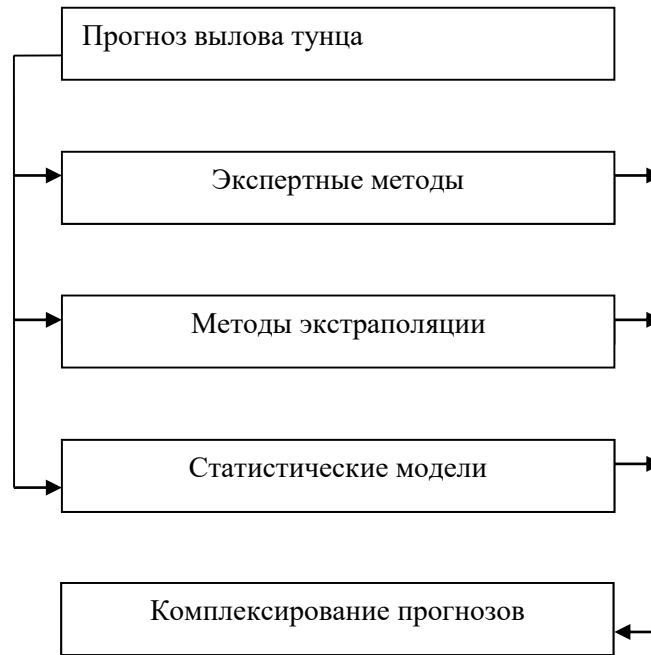 Прогноз вылова тунца
Экспертные методы
Методы экстраполяции
Статистические модели
Комплексирование прогнозов